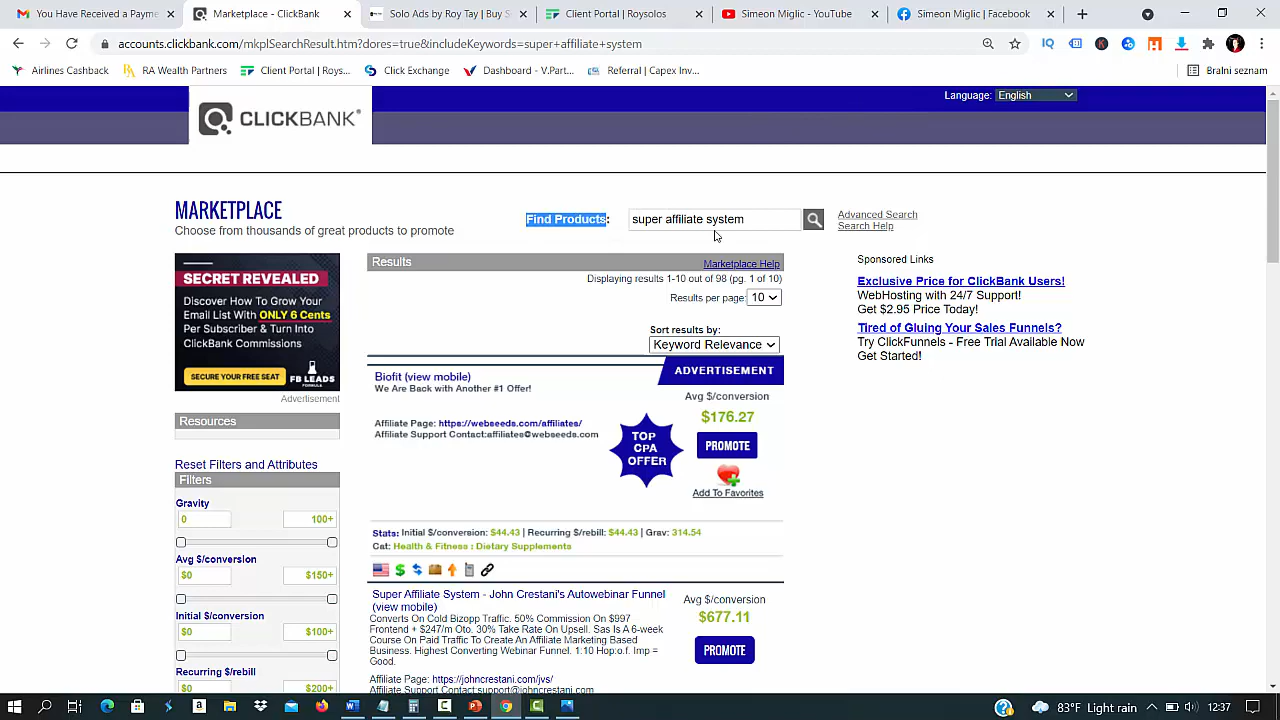 You Have Received a Payme
Marketplace - ClickBank
Solo Ads by Roy Tay | Buy S
Client Portal | Roysolos
Simeon Miglic - YouTube
Simeon Miglic | Facebook
accounts.clickbank.com/mkplSearchResult.htm?dores=true&includeKeywords=super+affiliate+system
Airlines Cashback
RA Wealth Partners
Client Portal | Roys...
Click Exchange
Dashboard - V.Part...
Referral | Capex Inv...
Bralni seznam
Language: English
CLICKBANK®
MARKETPLACE
Choose from thousands of great products to promote
Find Products:
super affiliate system
Advanced Search
Search Help
SECRET REVEALED
Discover How To Grow Your
Email List With ONLY 6 Cents
Per Subscriber & Turn Into
ClickBank Commissions
SECURE YOUR FREE SEAT
FB LEADS
FORMULA
Advertisement
Resources
Reset Filters and Attributes
Filters
Gravity
0 100+
Avg $/conversion
$0 $150+
Initial $/conversion
$0 $100+
Recurring $/rebill
$0 $200+
Results
Marketplace Help
Displaying results 1-10 out of 98 (pg. 1 of 10)
Results per page: 10
Sort results by:
Keyword Relevance
ADVERTISEMENT
Biofit (view mobile)
We Are Back with Another #1 Offer!
Avg $/conversion
$176.27
Affiliate Page: https://webseeds.com/affiliates/
Affiliate Support Contact:affiliates@webseeds.com
TOP
CPA
OFFER
PROMOTE
Add To Favorites
Stats: Initial $/conversion: $44.43 | Recurring $/rebill: $44.43 | Grav: 314.54
Cat: Health & Fitness : Dietary Supplements
Super Affiliate System - John Crestani's Autowebinar Funnel
(view mobile)
Converts On Cold Bizopp Traffic. 50% Commission On $997
Frontend + $247/m Oto. 30% Take Rate On Upsell. Sas Is A 6-week
Course On Paid Traffic To Create An Affiliate Marketing Based
Business. Highest Converting Webinar Funnel. 1:10 Hop:o.f. Imp =
Good.
Avg $/conversion
$677.11
PROMOTE
Affiliate Page: https://johncrestani.com/jvs/
Affiliate Support Contact:support@johncrestani.com
Sponsored Links
Exclusive Price for ClickBank Users!
WebHosting with 24/7 Support!
Get $2.95 Price Today!
Tired of Gluing Your Sales Funnels?
Try ClickFunnels - Free Trial Available Now
Get Started!
83°F Light rain
12:37